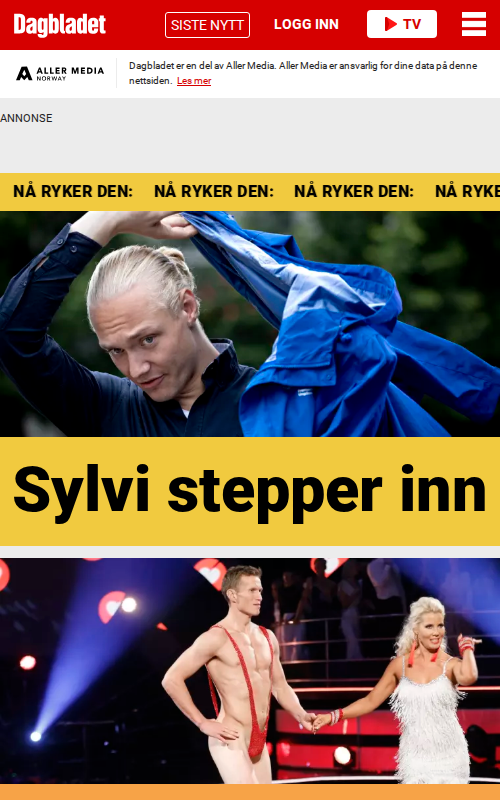 Dagbladet
SISTE NYTT
LOGG INN
TV
ALLER MEDIA
NORWAY
Dagbladet er en del av Aller Media. Aller Media er ansvarlig for dine data på denne
nettsiden. Les mer
ANNONSE
NÅ RYKER DEN: NÅ RYKER DEN: NÅ RYKER DEN: NÅ RYKE
Sylvi stepper inn